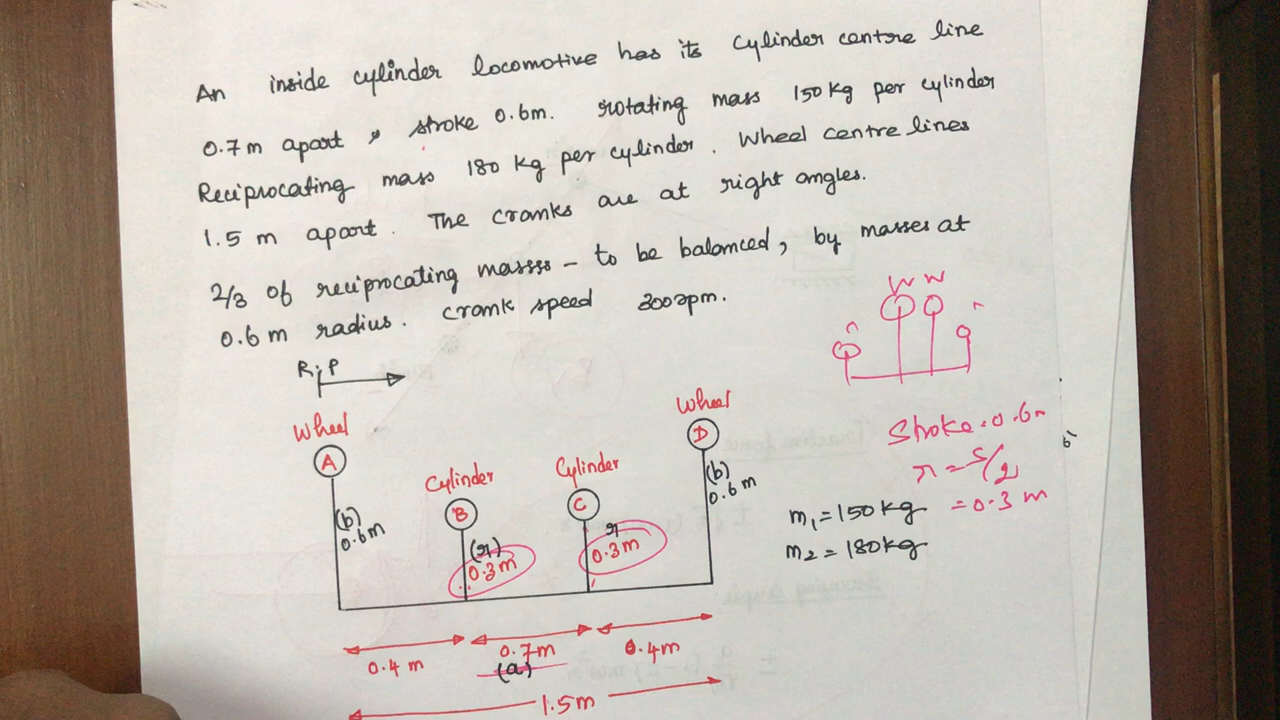 An inside cylinder locomotive has its cylinder centre line
0.7m apart & stroke 0.6m. rotating mass 150kg per cylinder
Reciprocating mass 180 kg per cylinder. Wheel centre lines
1.5 m apart. The cranks are at right angles.
2/3 of reciprocating massss - to be balanced, by masses at
0.6 m radius. crank speed 300rpm.
R.P
Wheel
Wheel
Cylinder
Cylinder
A
B
C
D
(b)
0.6m
(r)
0.3m
r
0.3m
(b)
0.6m
W W
r
r
Stroke = 0.6m
r = s/2
= 0.3 m
m₁ = 150 kg
m₂ = 180kg
0.4 m
0.7m
0.4m
(a)
1.5m